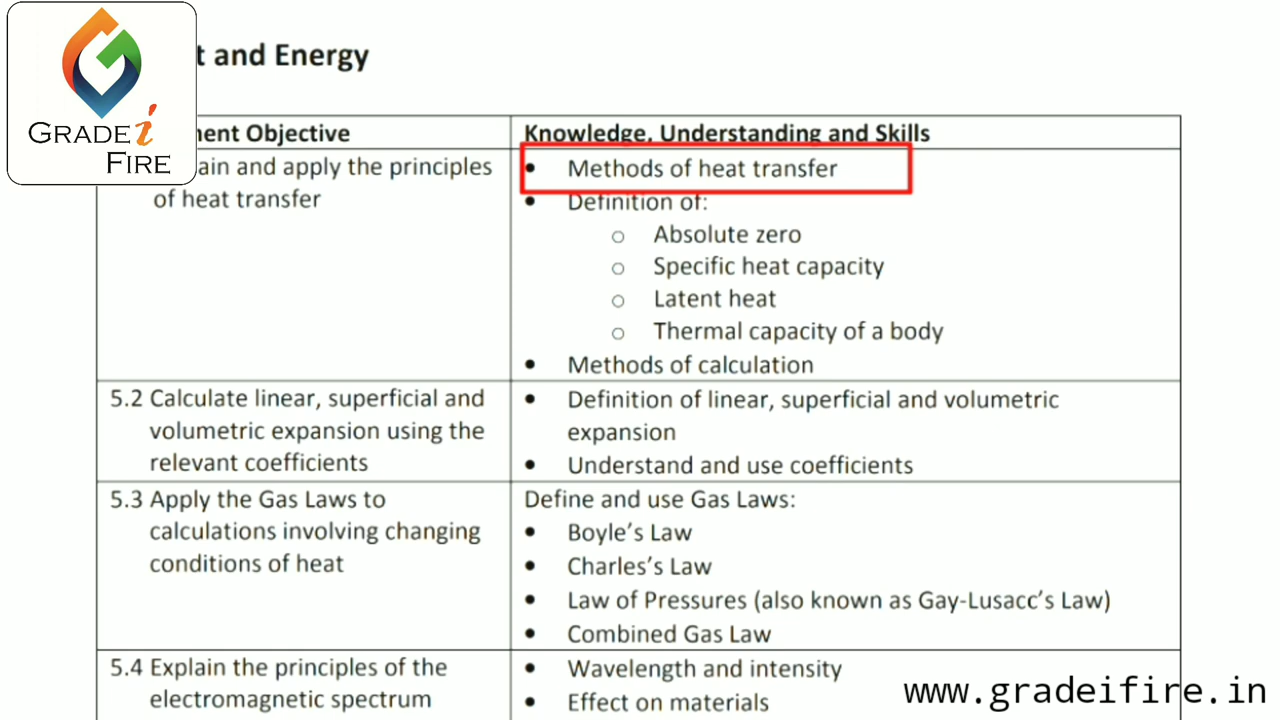 GRADE i
FIRE
t and Energy
ment Objective
Knowledge, Understanding and Skills
ain and apply the principles
of heat transfer
• Methods of heat transfer
• Definition of:
○ Absolute zero
○ Specific heat capacity
○ Latent heat
○ Thermal capacity of a body
• Methods of calculation
5.2 Calculate linear, superficial and
volumetric expansion using the
relevant coefficients
• Definition of linear, superficial and volumetric
expansion
• Understand and use coefficients
5.3 Apply the Gas Laws to
calculations involving changing
conditions of heat
Define and use Gas Laws:
• Boyle’s Law
• Charles’s Law
• Law of Pressures (also known as Gay-Lusacc’s Law)
• Combined Gas Law
5.4 Explain the principles of the
electromagnetic spectrum
• Wavelength and intensity
• Effect on materials
www.gradeifire.in